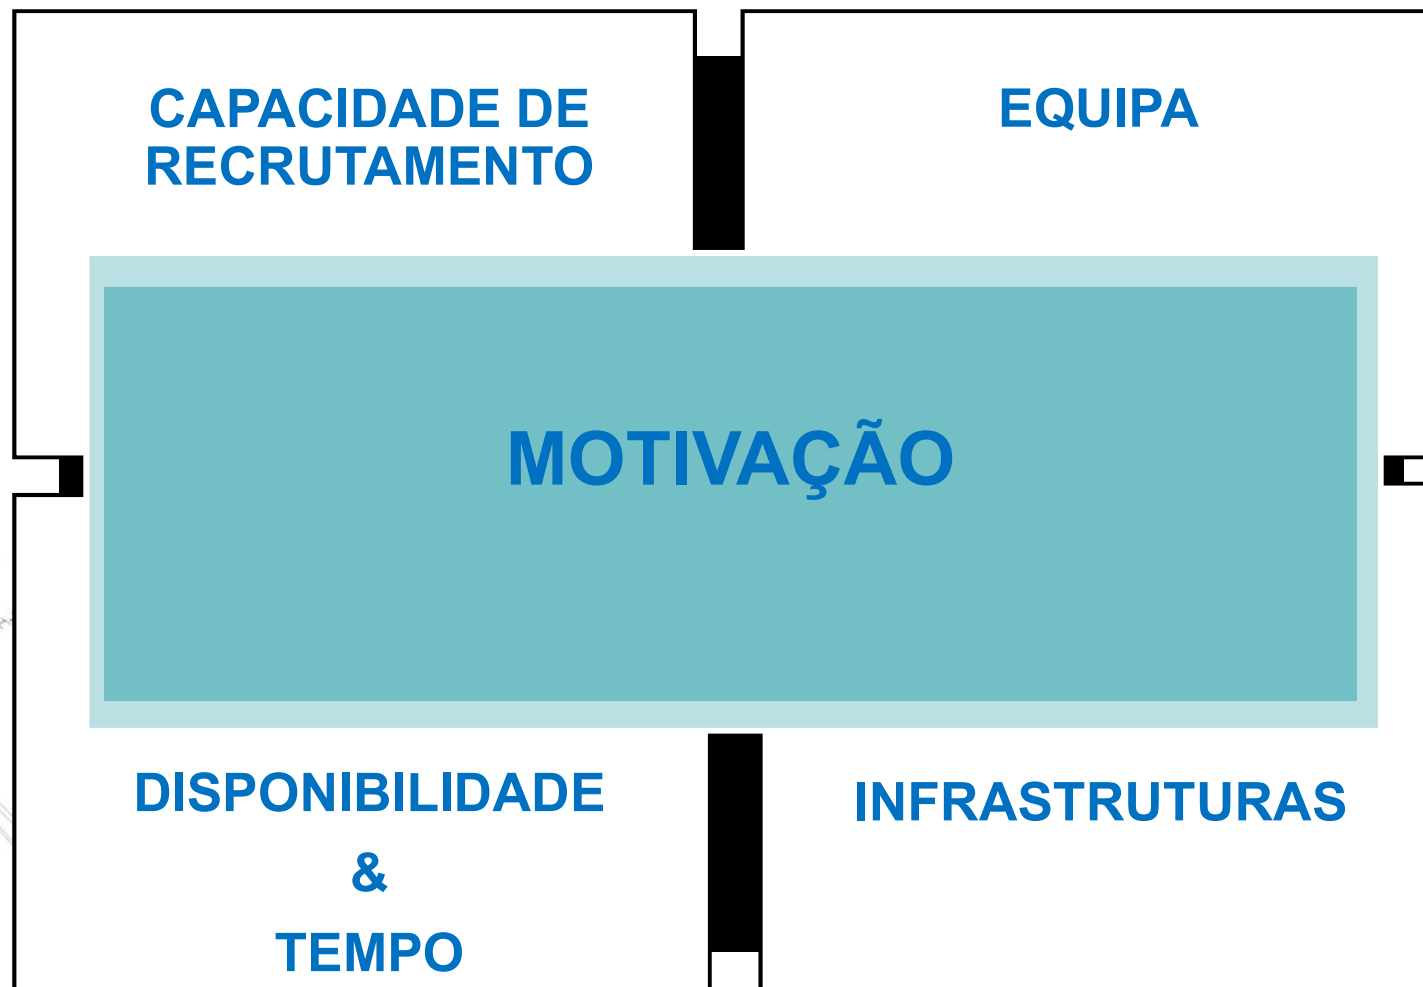 CAPACIDADE DE
RECRUTAMENTO
EQUIPA
MOTIVAÇÃO
DISPONIBILIDADE
&
TEMPO
INFRASTRUTURAS